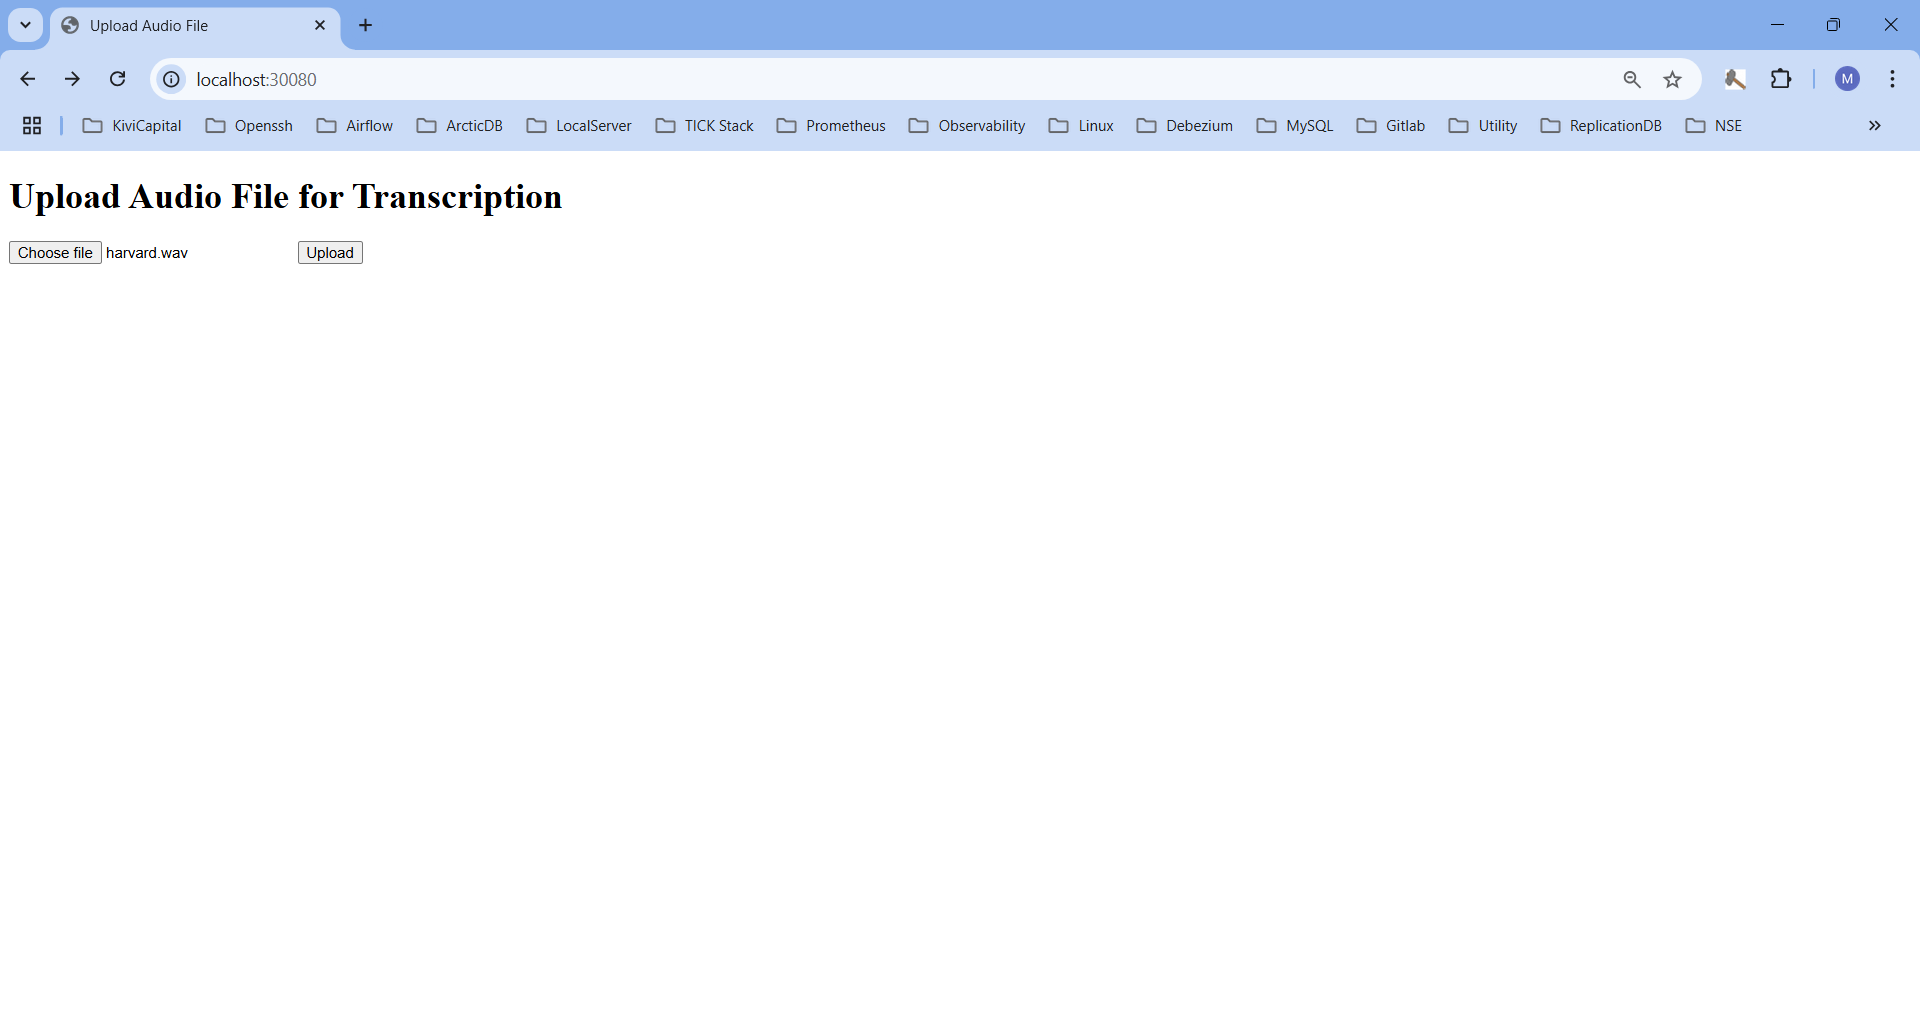 Upload Audio File
localhost:30080
M
KiviCapital Openssh Airflow ArcticDB LocalServer TICK Stack Prometheus Observability Linux Debezium MySQL Gitlab Utility ReplicationDB NSE
Upload Audio File for Transcription
Choose file harvard.wav Upload